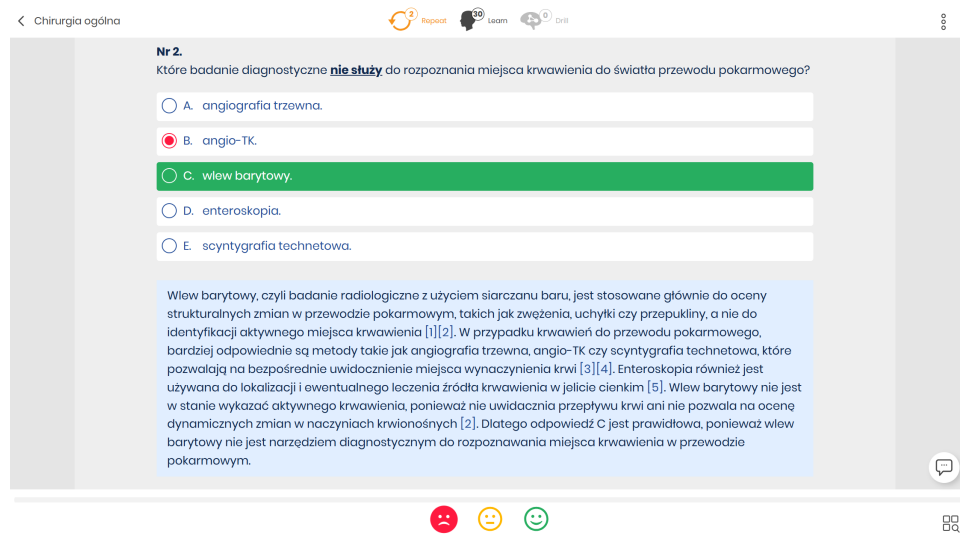 Chirurgia ogólna
2
Repeat
30
Learn
0
Drill
Nr 2.
Które badanie diagnostyczne nie służy do rozpoznania miejsca krwawienia do światła przewodu pokarmowego?
A. angiografia trzewna.
B. angio-TK.
C. wlew barytowy.
D. enteroskopia.
E. scyntygrafia technetowa.
Wlew barytowy, czyli badanie radiologiczne z użyciem siarczanu baru, jest stosowane głównie do oceny
strukturalnych zmian w przewodzie pokarmowym, takich jak zwężenia, uchyłki czy przepukliny, a nie do
identyfikacji aktywnego miejsca krwawienia [1][2]. W przypadku krwawień do przewodu pokarmowego,
bardziej odpowiednie są metody takie jak angiografia trzewna, angio-TK czy scyntygrafia technetowa, które
pozwalają na bezpośrednie uwidocznienie miejsca wynaczynienia krwi [3][4]. Enteroskopia również jest
używana do lokalizacji i ewentualnego leczenia źródła krwawienia w jelicie cienkim [5]. Wlew barytowy nie jest
w stanie wykazać aktywnego krwawienia, ponieważ nie uwidacznia przepływu krwi ani nie pozwala na ocenę
dynamicznych zmian w naczyniach krwionośnych [2]. Dlatego odpowiedź C jest prawidłowa, ponieważ wlew
barytowy nie jest narzędziem diagnostycznym do rozpoznawania miejsca krwawienia w przewodzie
pokarmowym.